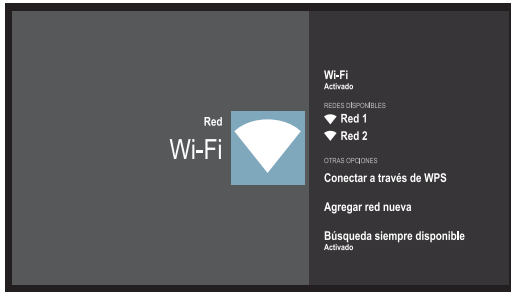 Red
Wi-Fi
Wi-Fi
Activado
REDES DISPONIBLES
Red 1
Red 2
OTRAS OPCIONES
Conectar a través de WPS
Agregar red nueva
Búsqueda siempre disponible
Activado